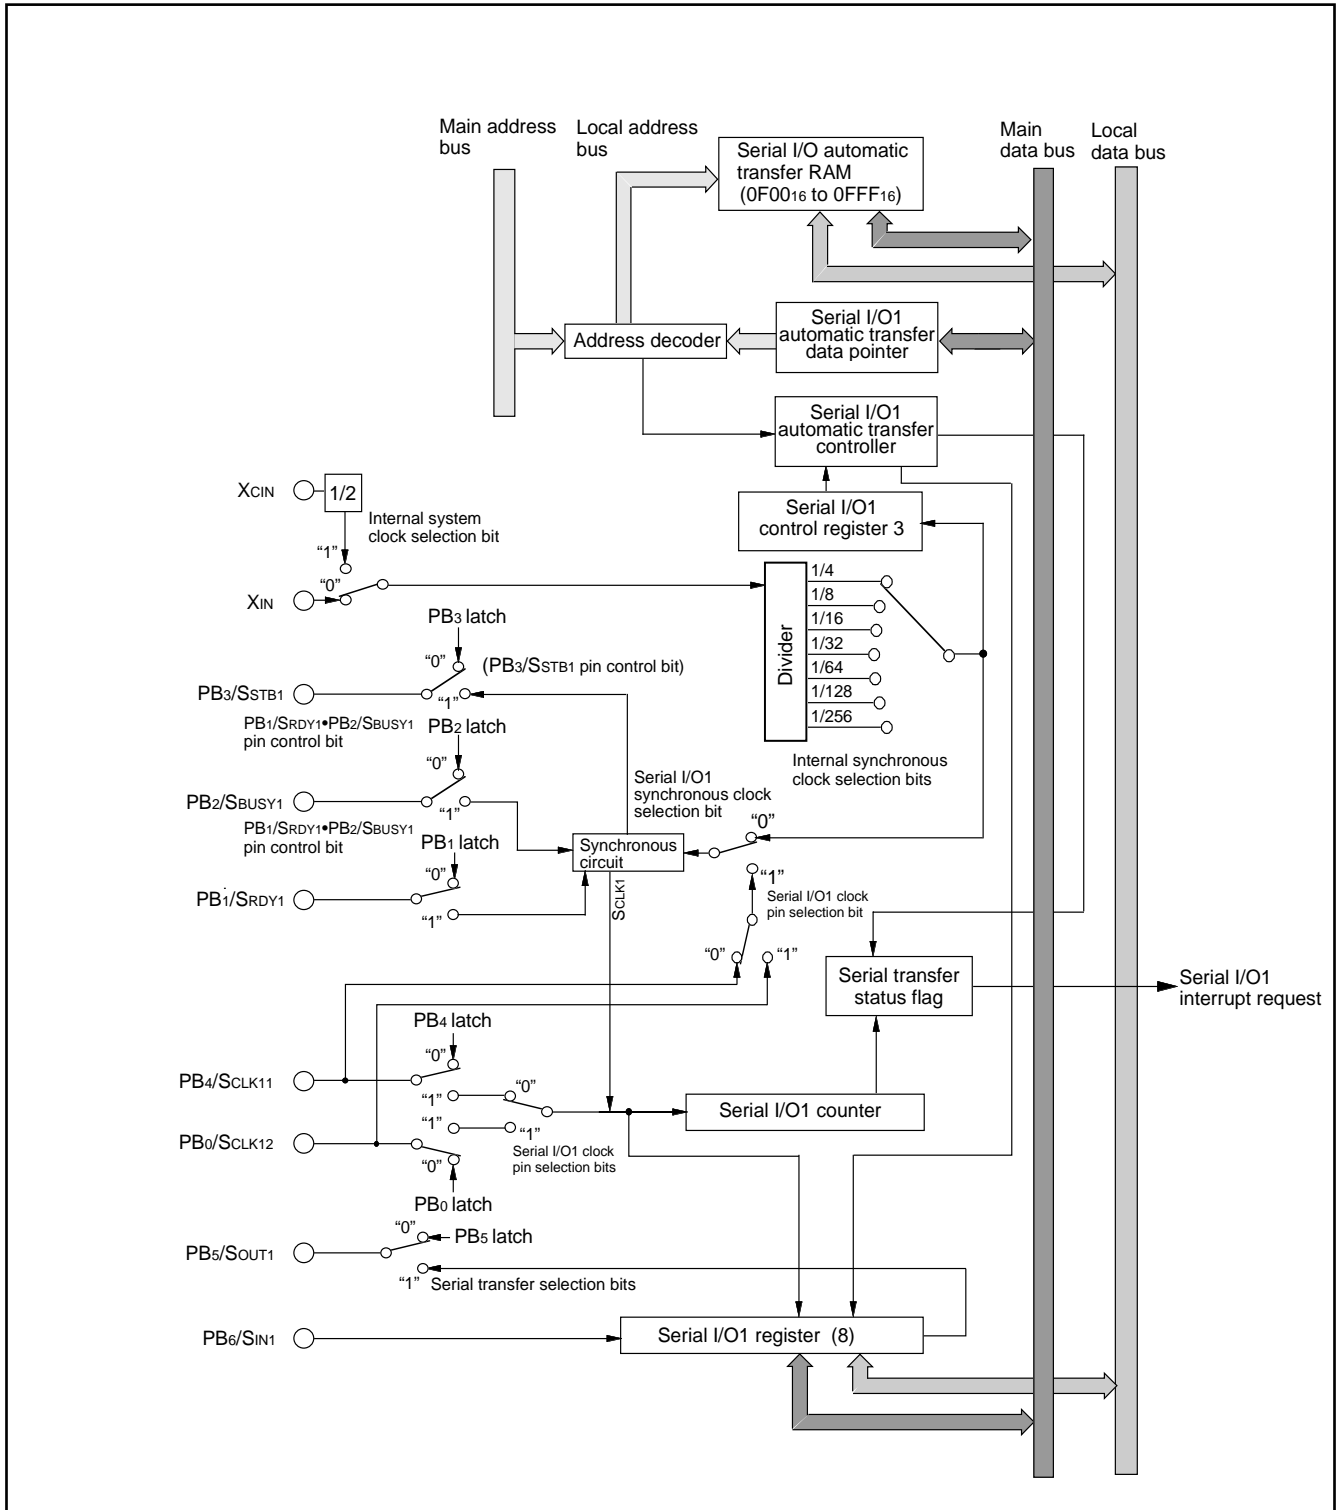 Main address
bus
Local address
bus
Serial I/O automatic
transfer RAM
(0F0016 to 0FFF16)
Main
data bus
Local
data bus
Address decoder
Serial I/O1
automatic transfer
data pointer
Serial I/O1
automatic transfer
controller
XCIN
1/2
Internal system
clock selection bit
“1”
“0”
XIN
Serial I/O1
control register 3
Divider
1/4
1/8
1/16
1/32
1/64
1/128
1/256
Internal synchronous
clock selection bits
PB3 latch
“0”
(PB3/SSTB1 pin control bit)
PB3/SSTB1
“1”
PB1/SRDY1•PB2/SBUSY1
pin control bit
PB2 latch
“0”
PB2/SBUSY1
“1”
Serial I/O1
synchronous clock
selection bit
“0”
PB1/SRDY1•PB2/SBUSY1
pin control bit
PB1 latch
“0”
Synchronous
circuit
PB1/SRDY1
“1”
SCLK1
“1”
Serial I/O1 clock
pin selection bit
“0”
“1”
Serial transfer
status flag
Serial I/O1
interrupt request
PB4 latch
“0”
PB4/SCLK11
“1”
“0”
Serial I/O1 counter
“1”
“1”
PB0/SCLK12
Serial I/O1 clock
pin selection bits
“0”
PB0 latch
“0”
PB5 latch
PB5/SOUT1
“1”
Serial transfer selection bits
PB6/SIN1
Serial I/O1 register (8)